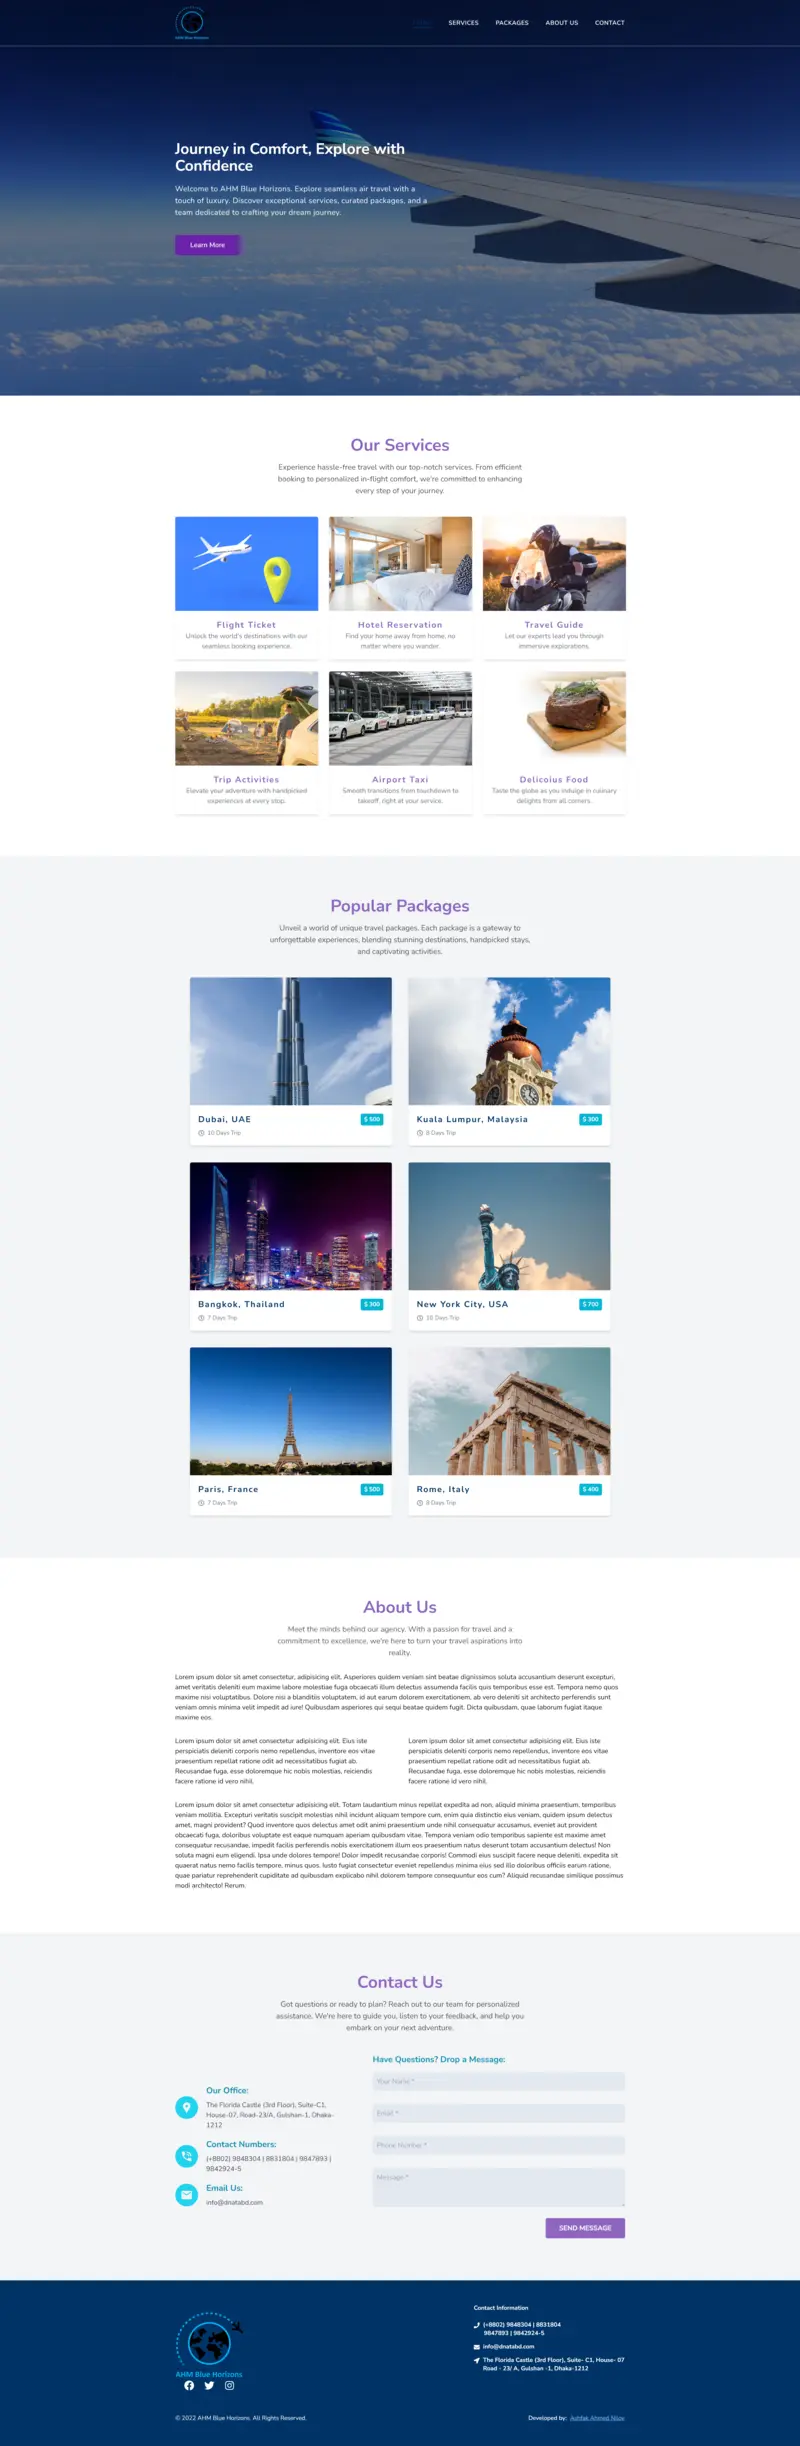 AHM Blue Horizons
SERVICES
PACKAGES
ABOUT US
CONTACT
Journey in Comfort, Explore with
Confidence
Welcome to AHM Blue Horizons. Explore seamless air travel with a
touch of luxury. Discover exceptional services, curated packages, and a
team dedicated to crafting your dream journey.
Learn More
Our Services
Experience hassle-free travel with our top-notch services. From efficient
booking to personalized in-flight comfort, we're committed to enhancing
every step of your journey.
Flight Ticket
Unlock the world's destinations with our
seamless booking experience.
Hotel Reservation
Find your home away from home, no
matter where you wander.
Travel Guide
Let our experts lead you through
immersive explorations.
Trip Activities
Elevate your adventure with handpicked
experiences at every stop.
Airport Taxi
Smooth transitions from touchdown to
takeoff, right at your service.
Delicoius Food
Taste the globe as you indulge in culinary
delights from all corners.
Popular Packages
Unveil a world of unique travel packages. Each package is a gateway to
unforgettable experiences, blending stunning destinations, handpicked stays,
and captivating activities.
Dubai, UAE
$ 500
10 Days Trip
Kuala Lumpur, Malaysia
$ 300
8 Days Trip
Bangkok, Thailand
$ 300
7 Days Trip
New York City, USA
$ 700
10 Days Trip
Paris, France
$ 500
7 Days Trip
Rome, Italy
$ 400
8 Days Trip
About Us
Meet the minds behind our agency. With a passion for travel and a
commitment to excellence, we're here to turn your travel aspirations into
reality.
Lorem ipsum dolor sit amet consectetur, adipisicing elit. Asperiores quidem veniam sint beatae dignissimos soluta accusantium deserunt excepturi,
amet veritatis deleniti eum maxime labore molestiae fuga obcaecati illum delectus assumenda facilis quis temporibus esse est. Tempora nemo quos
maxime nisi voluptatibus. Dolore nisi a blanditiis voluptatem, id aut earum dolorem exercitationem, ab vero deleniti sit architecto perferendis sunt
veniam omnis minima velit impedit ad iure! Quibusdam asperiores qui sequi beatae quidem fugit. Dicta quibusdam, quae laborum fugiat itaque
maxime eos.
Lorem ipsum dolor sit amet consectetur adipisicing elit. Eius iste
perspiciatis deleniti corporis nemo repellendus, inventore eos vitae
praesentium repellat ratione odit ad necessitatibus fugiat ab.
Recusandae fuga, esse doloremque hic nobis molestias, reiciendis
facere ratione id vero nihil.
Lorem ipsum dolor sit amet consectetur adipisicing elit. Eius iste
perspiciatis deleniti corporis nemo repellendus, inventore eos vitae
praesentium repellat ratione odit ad necessitatibus fugiat ab.
Recusandae fuga, esse doloremque hic nobis molestias, reiciendis
facere ratione id vero nihil.
Lorem ipsum dolor sit amet consectetur adipisicing elit. Totam laudantium minus repellat expedita ad non, aliquid minima praesentium, temporibus
veniam mollitia. Excepturi veritatis suscipit molestias nihil incidunt aliquam tempore cum, enim quia distinctio eius veniam, quidem ipsum delectus
amet, magni provident? Quod inventore quos delectus amet odit animi praesentium unde nihil consequatur accusamus, eveniet aut provident
obcaecati fuga, doloribus voluptate est eaque numquam aperiam quibusdam vitae. Tempora veniam odio temporibus sapiente est maxime amet
consequatur recusandae, impedit facilis perferendis nobis exercitationem illum eos praesentium natus deserunt totam accusantium delectus! Non
soluta magni eum eligendi. Ipsa unde dolores tempore! Dolor impedit recusandae corporis! Commodi eius suscipit facere neque deleniti, expedita sit
quaerat natus nemo facilis tempore, minus quos. Iusto fugiat consectetur eveniet repellendus minima eius sed illo doloribus officiis earum ratione,
quae pariatur reprehenderit cupiditate ad quibusdam explicabo nihil dolorem tempore consequuntur eos cum? Aliquid recusandae similique possimus
modi architecto! Rerum.
Contact Us
Got questions or ready to plan? Reach out to our team for personalized
assistance. We're here to guide you, listen to your feedback, and help you
embark on your next adventure.
Our Office:
The Florida Castle (3rd Floor), Suite-C1,
House-07, Road-23/A, Gulshan-1, Dhaka-
1212
Contact Numbers:
(+8802) 9848304 | 8831804 | 9847893 |
9842924-5
Email Us:
info@dnatabd.com
Have Questions? Drop a Message:
Your Name *
Email *
Phone Number *
Message *
SEND MESSAGE
AHM Blue Horizons
Contact Information
(+8802) 9848304 | 8831804
9847893 | 9842924-5
info@dnatabd.com
The Florida Castle (3rd Floor), Suite- C1, House- 07
Road - 23/ A, Gulshan -1, Dhaka-1212
© 2022 AHM Blue Horizons. All Rights Reserved.
Developed by: Ashfak Ahmed Niloy